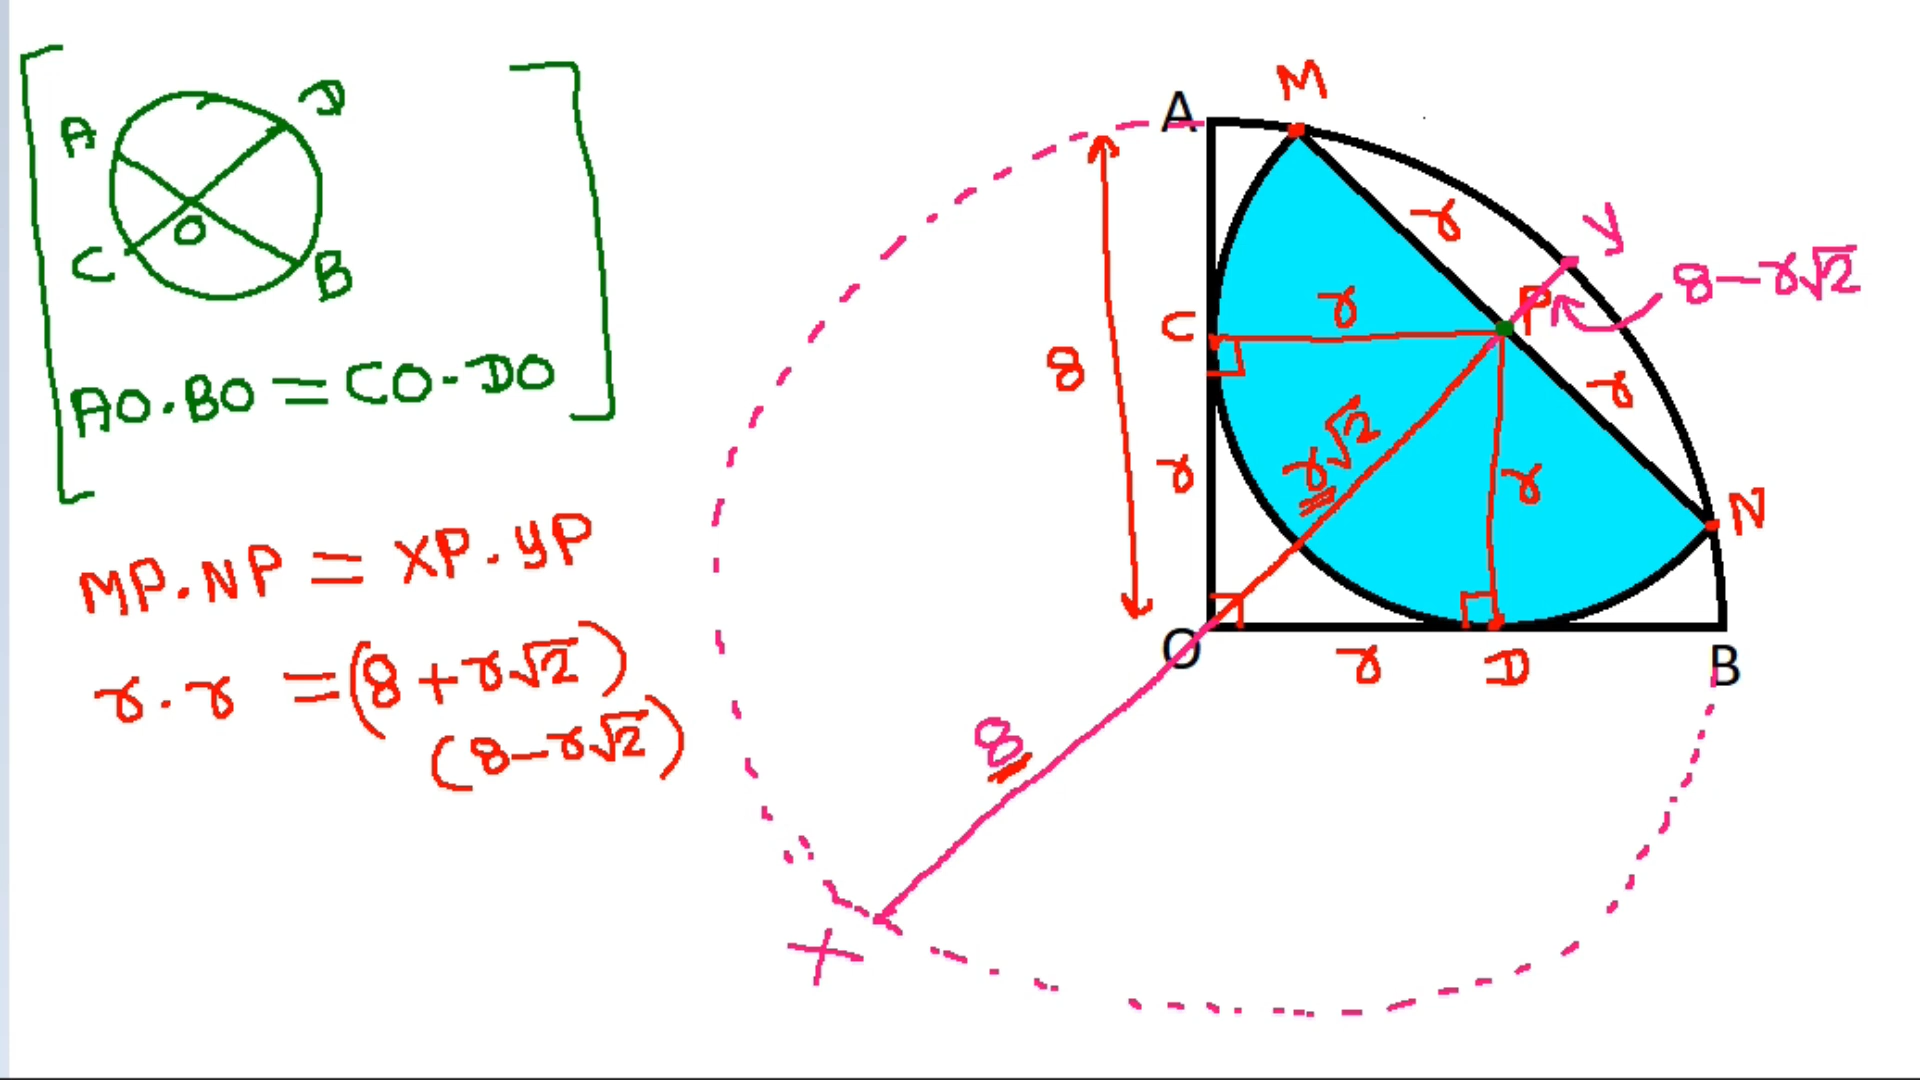 A D
O
C B
AO.BO = CO.DO
MP.NP = XP.YP
r.r = (8+r√2)
(8-r√2)
M
A
r
Y
8-r√2
P
C r
8
r
r√2
r
r
N
O r D B
8
X